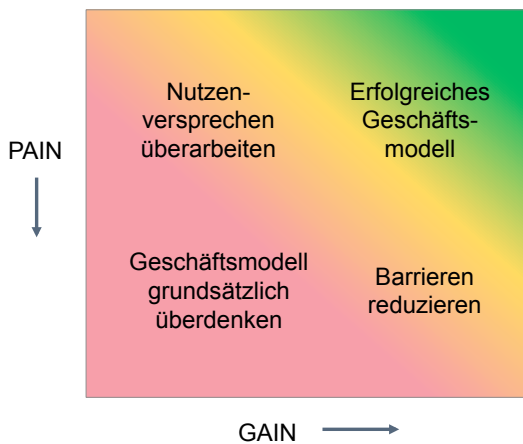 Nutzen-
versprechen
überarbeiten
Erfolgreiches
Geschäfts-
modell
PAIN
Geschäftsmodell
grundsätzlich
überdenken
Barrieren
reduzieren
GAIN